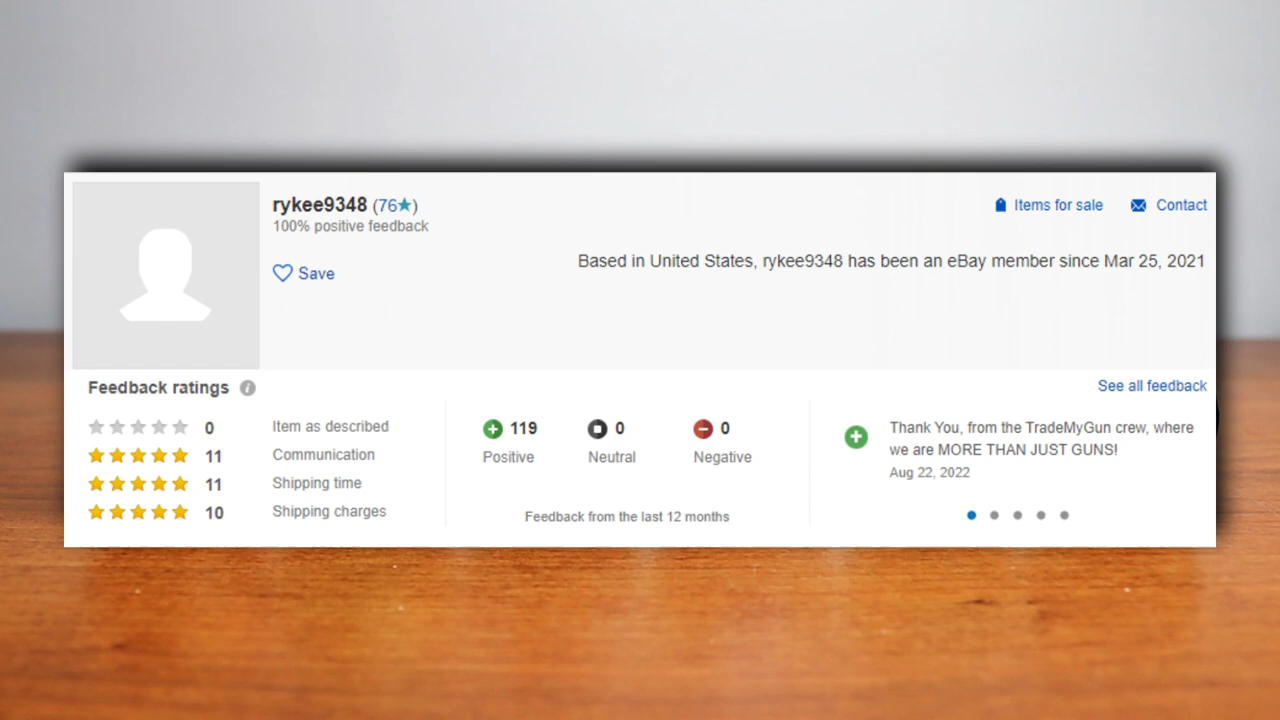 rykee9348 (76★)
100% positive feedback
Save
Items for sale
Contact
Based in United States, rykee9348 has been an eBay member since Mar 25, 2021
Feedback ratings
See all feedback
0 Item as described
11 Communication
11 Shipping time
10 Shipping charges
119 Positive
0 Neutral
0 Negative
Feedback from the last 12 months
Thank You, from the TradeMyGun crew, where
we are MORE THAN JUST GUNS!
Aug 22, 2022